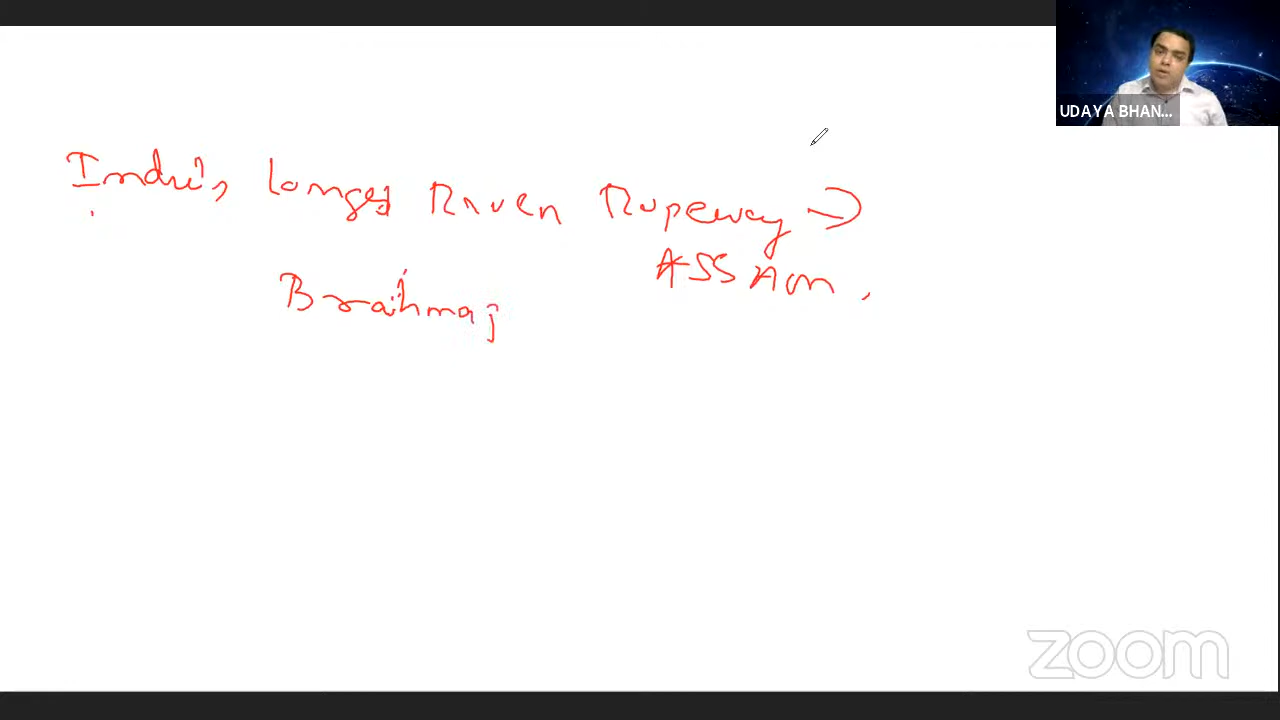 UDAYA BHAN...
India's longest River Ropeway →
ASSAM.
Brahmaj
zoom